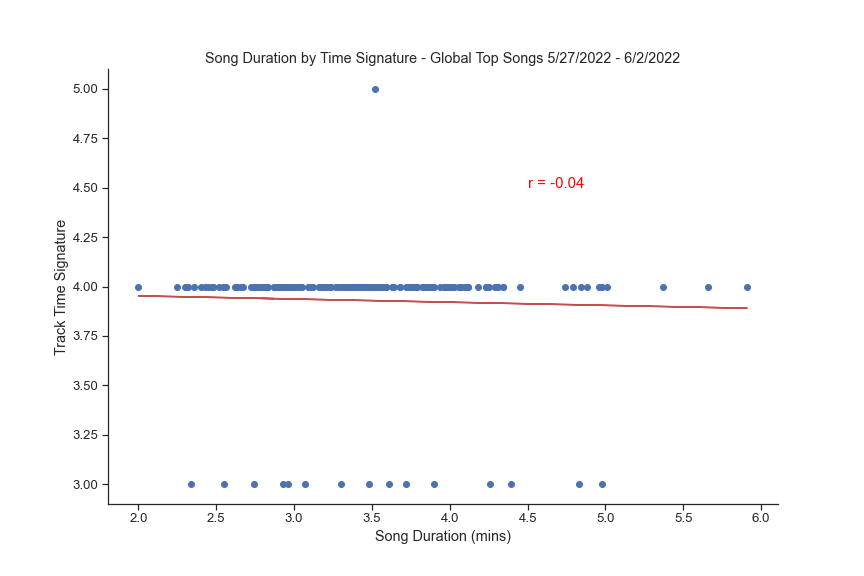 Song Duration by Time Signature - Global Top Songs 5/27/2022 - 6/2/2022
5.00
4.75
4.50
4.25
4.00
3.75
3.50
3.25
3.00
Track Time Signature
r = -0.04
2.0 2.5 3.0 3.5 4.0 4.5 5.0 5.5 6.0
Song Duration (mins)